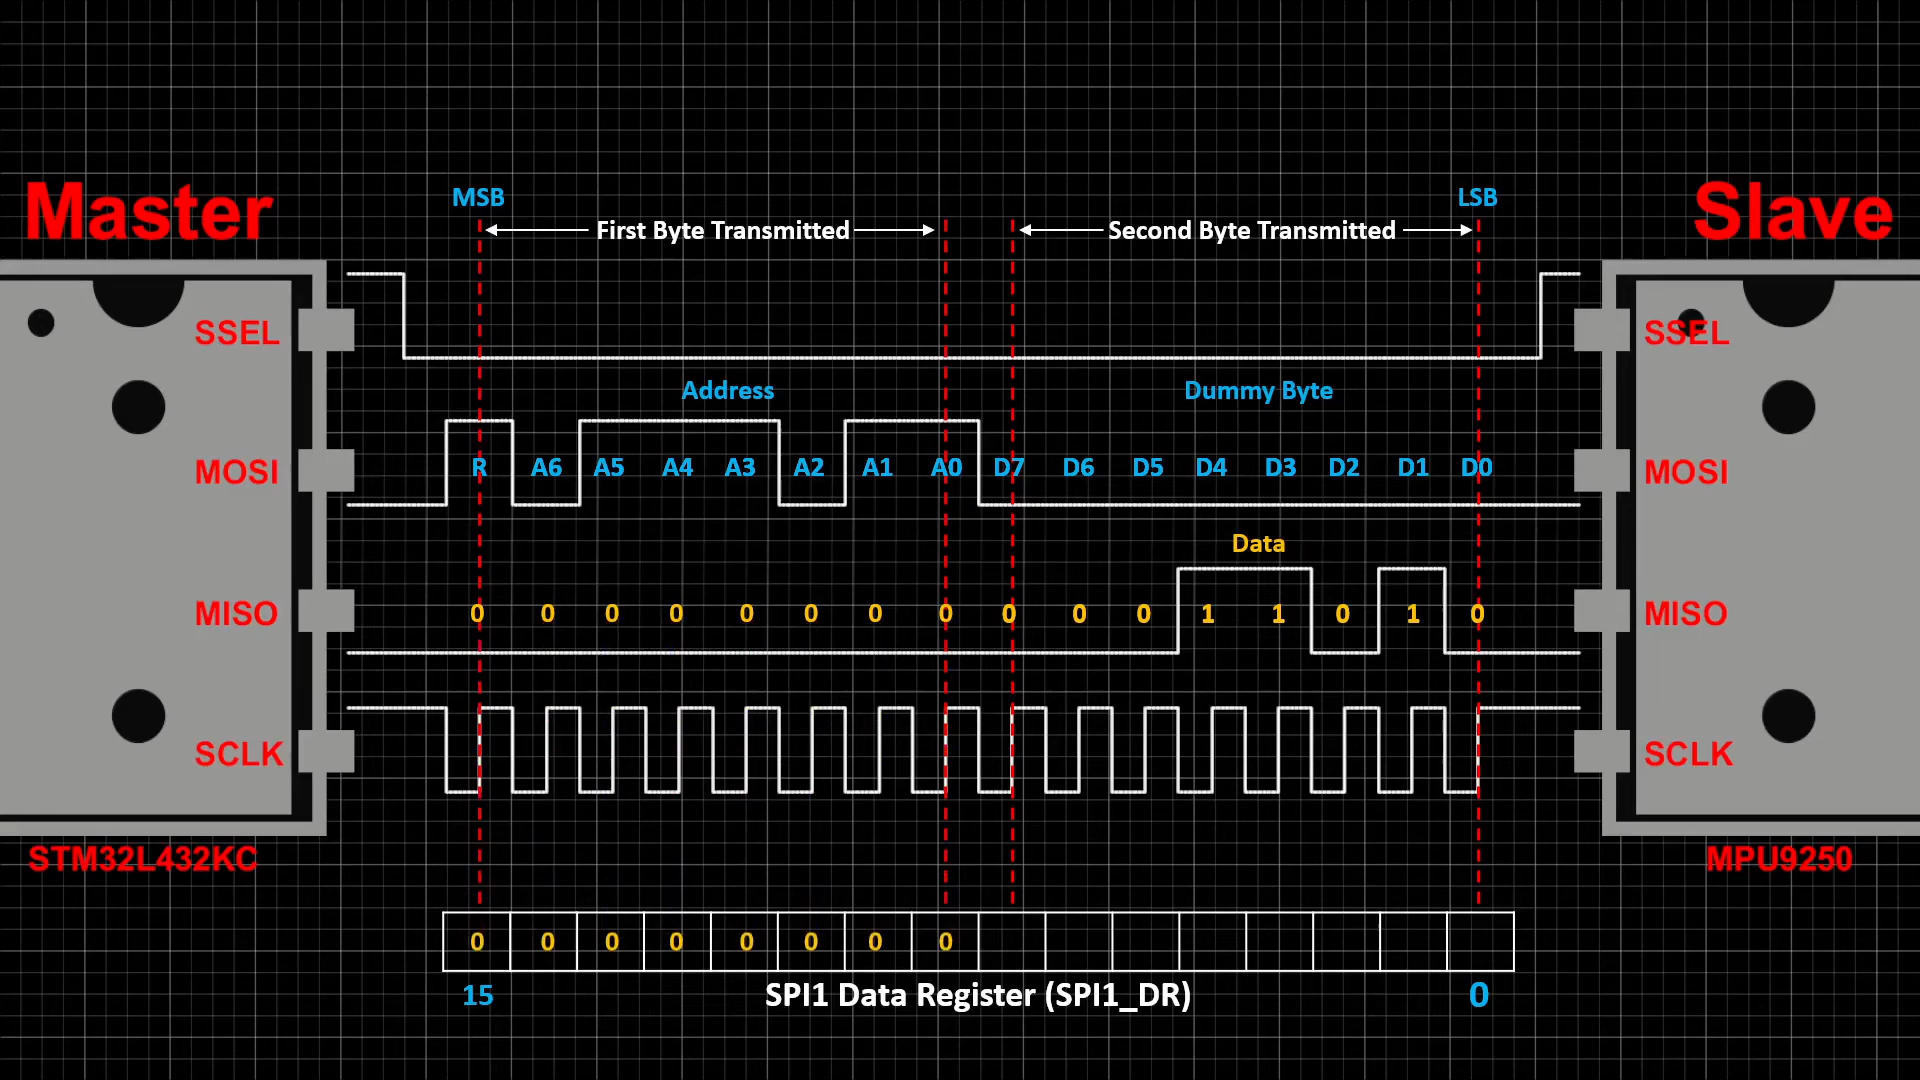 Master
Slave
MSB
LSB
First Byte Transmitted
Second Byte Transmitted
SSEL
SSEL
Address
Dummy Byte
MOSI
R A6 A5 A4 A3 A2 A1 A0 D7 D6 D5 D4 D3 D2 D1 D0
MOSI
Data
MISO
0 0 0 0 0 0 0 0 0 0 0 1 1 0 1 0
MISO
SCLK
SCLK
STM32L432KC
MPU9250
0 0 0 0 0 0 0 0
15
SPI1 Data Register (SPI1_DR)
0